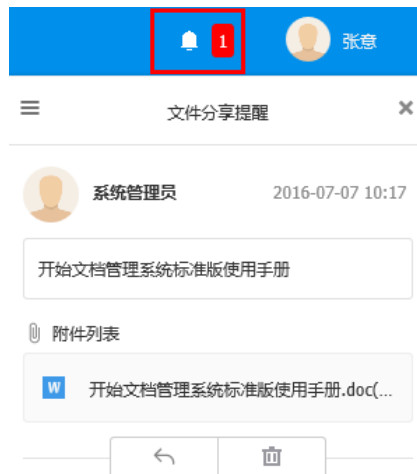 1 张意
文件分享提醒
系统管理员 2016-07-07 10:17
开始文档管理系统标准版使用手册
附件列表
W 开始文档管理系统标准版使用手册.doc(...